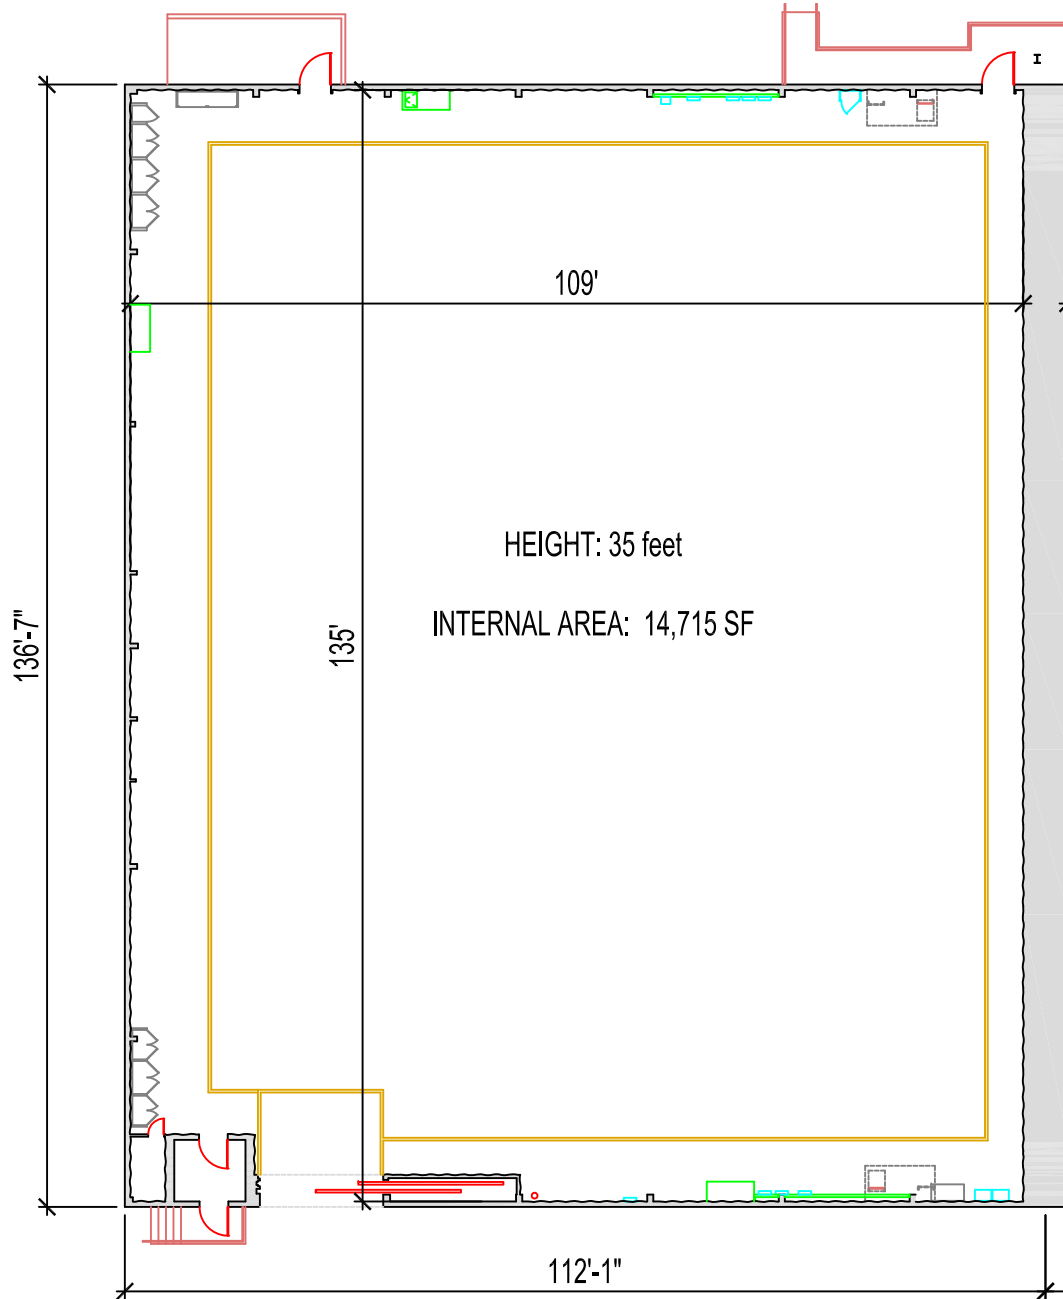 I
109'
HEIGHT: 35 feet
INTERNAL AREA: 14,715 SF
136'-7"
135'
112'-1"